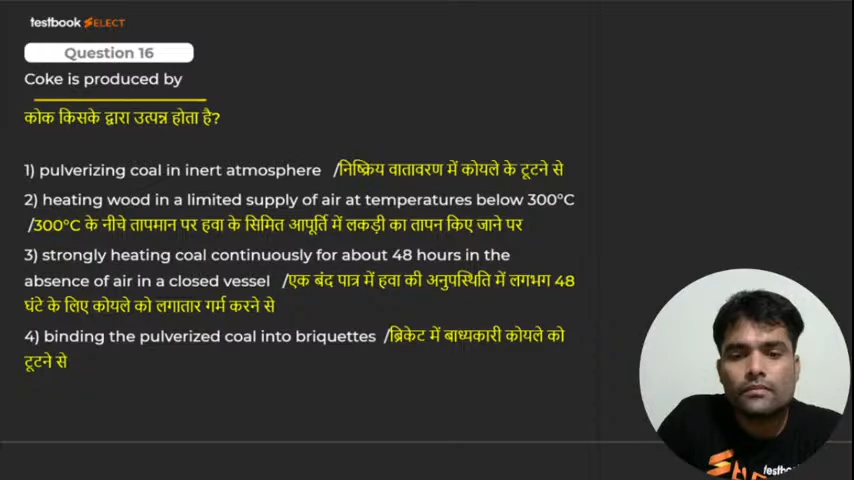 testbook SELECT
Question 16
Coke is produced by
कोक किसके द्वारा उत्पन्न होता है?
1) pulverizing coal in inert atmosphere /निष्क्रिय वातावरण में कोयले के टूटने से
2) heating wood in a limited supply of air at temperatures below 300°C
/300°C के नीचे तापमान पर हवा के सिमित आपूर्ति में लकड़ी का तापन किए जाने पर
3) strongly heating coal continuously for about 48 hours in the
absence of air in a closed vessel /एक बंद पात्र में हवा की अनुपस्थिति में लगभग 48
घंटे के लिए कोयले को लगातार गर्म करने से
4) binding the pulverized coal into briquettes /ब्रिकेट में बाध्यकारी कोयले को
टूटने से